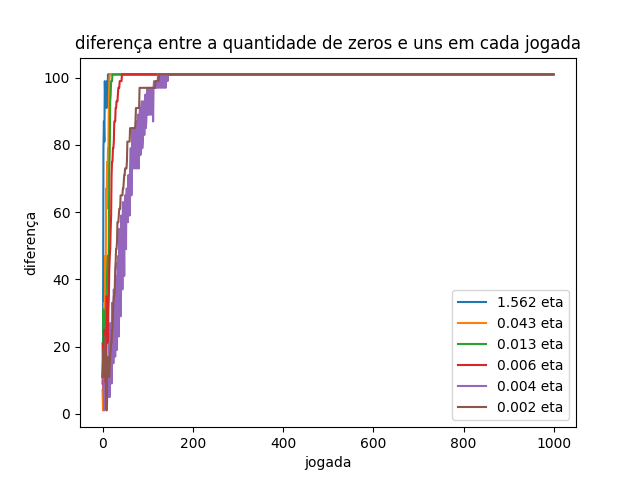 diferença entre a quantidade de zeros e uns em cada jogada
100
80
60
40
20
0
diferença
1.562 eta
0.043 eta
0.013 eta
0.006 eta
0.004 eta
0.002 eta
0 200 400 600 800 1000
jogada